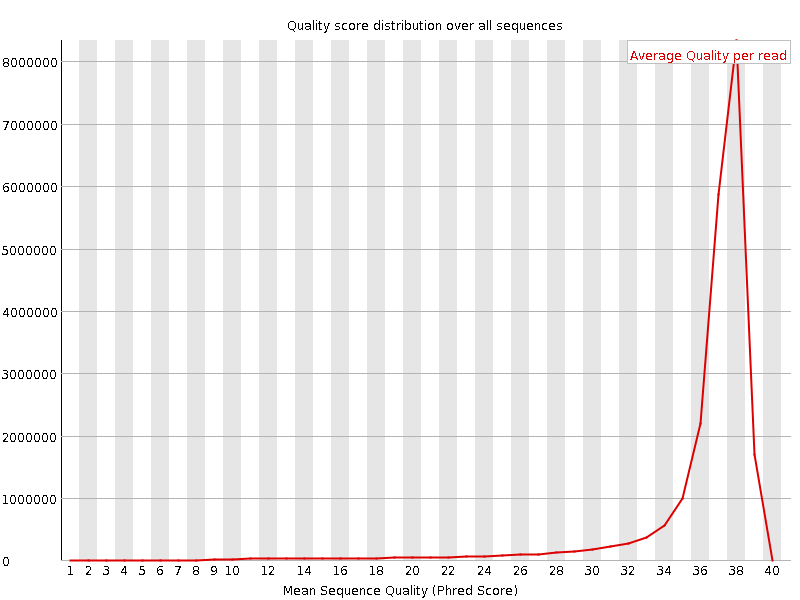 Quality score distribution over all sequences
Average Quality per read
8000000
7000000
6000000
5000000
4000000
3000000
2000000
1000000
0
1 2 3 4 5 6 7 8 9 10 12 14 16 18 20 22 24 26 28 30 32 34 36 38 40
Mean Sequence Quality (Phred Score)